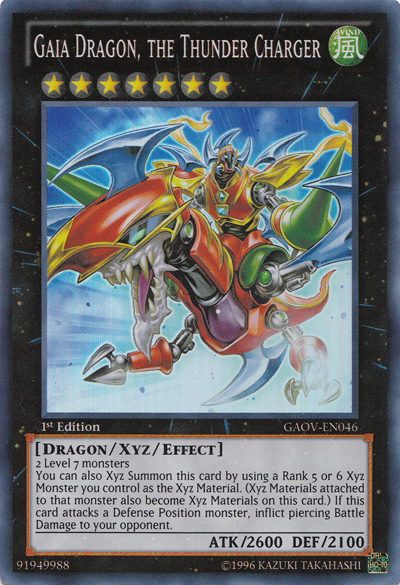 GAIA DRAGON, THE THUNDER CHARGER
WIND
風
1st Edition
GAOV-EN046
[DRAGON/XYZ/EFFECT]
2 Level 7 monsters
You can also Xyz Summon this card by using a Rank 5 or 6 Xyz
Monster you control as the Xyz Material. (Xyz Materials attached
to that monster also become Xyz Materials on this card.) If this
card attacks a Defense Position monster, inflict piercing Battle
Damage to your opponent.
ATK/2600 DEF/2100
91949988
©1996 KAZUKI TAKAHASHI